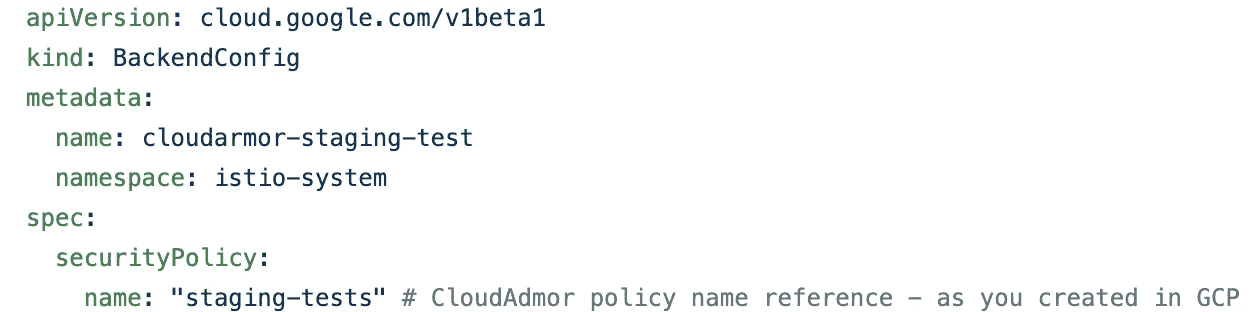 apiVersion: cloud.google.com/v1beta1
kind: BackendConfig
metadata:
  name: cloudarmor-staging-test
  namespace: istio-system
spec:
  securityPolicy:
    name: "staging-tests" # CloudAdmor policy name reference - as you created in GCP